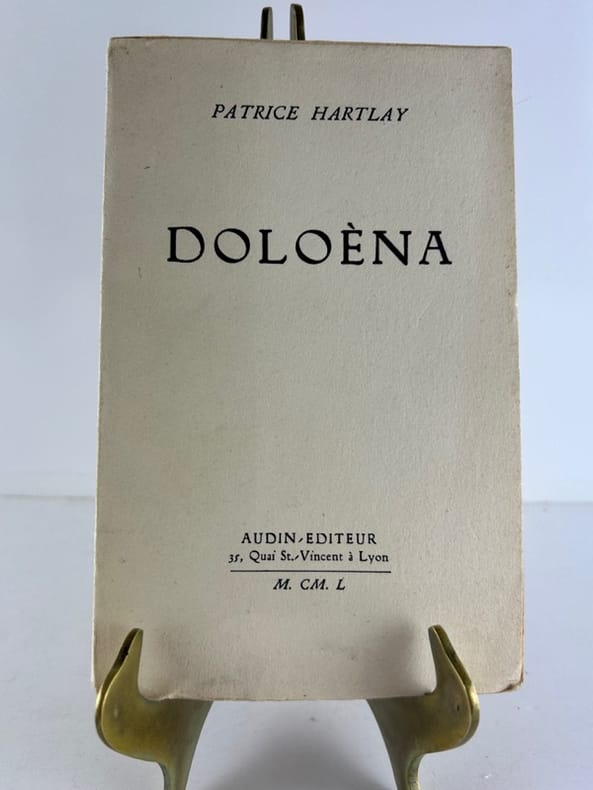 PATRICE HARTLAY
DOLOÈNA
AUDIN-EDITEUR
35, Quai St.-Vincent à Lyon
M. CM. L